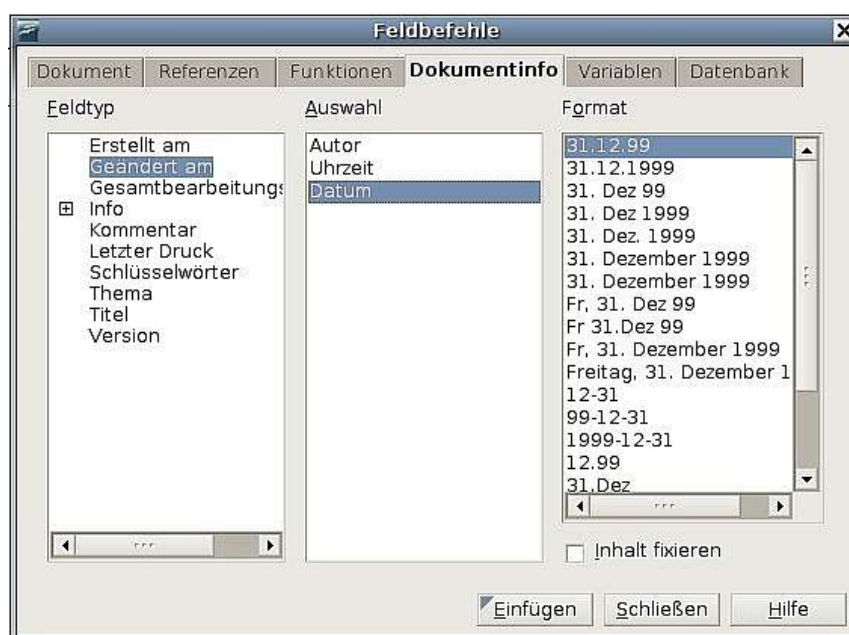 Feldbefehle
Dokument
Referenzen
Funktionen
Dokumentinfo
Variablen
Datenbank
Feldtyp
Erstellt am
Geändert am
Gesamtbearbeitungs
Info
Kommentar
Letzter Druck
Schlüsselwörter
Thema
Titel
Version
Auswahl
Autor
Uhrzeit
Datum
Format
31.12.99
31.12.1999
31. Dez 99
31. Dez 1999
31. Dez. 1999
31. Dezember 1999
31. Dezember 1999
Fr, 31. Dez 99
Fr 31.Dez 99
Fr, 31. Dezember 1999
Freitag, 31. Dezember 1
12-31
99-12-31
1999-12-31
12.99
31.Dez
Inhalt fixieren
Einfügen
Schließen
Hilfe